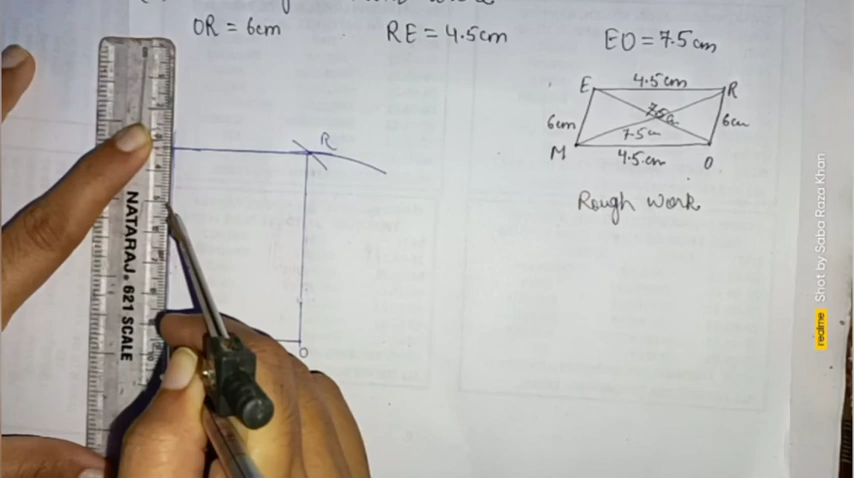 OR = 6cm
RE = 4.5cm
EO = 7.5cm
E
4.5cm
R
6cm
7.5cm
6cm
7.5cm
M
4.5cm
O
Rough work
R
O
NATARAJ 621 SCALE
realme Shot by Saba Raza Khan